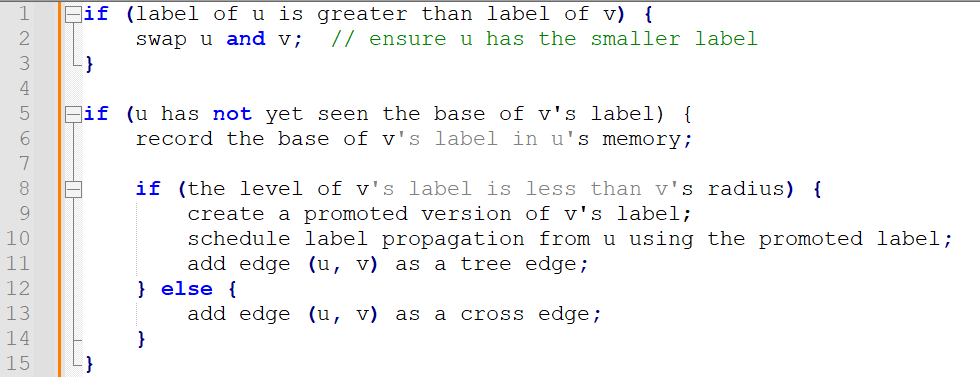 1 if (label of u is greater than label of v) {
2 swap u and v; // ensure u has the smaller label
3 }
4
5 if (u has not yet seen the base of v's label) {
6 record the base of v's label in u's memory;
7
8 if (the level of v's label is less than v's radius) {
9 create a promoted version of v's label;
10 schedule label propagation from u using the promoted label;
11 add edge (u, v) as a tree edge;
12 } else {
13 add edge (u, v) as a cross edge;
14 }
15 }